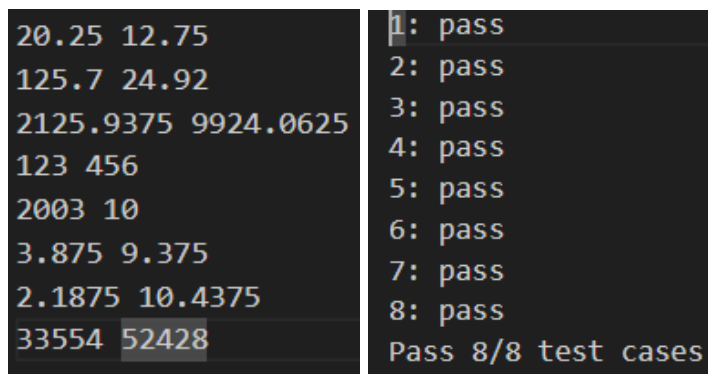 20.25 12.75
125.7 24.92
2125.9375 9924.0625
123 456
2003 10
3.875 9.375
2.1875 10.4375
33554 52428
1: pass
2: pass
3: pass
4: pass
5: pass
6: pass
7: pass
8: pass
Pass 8/8 test cases